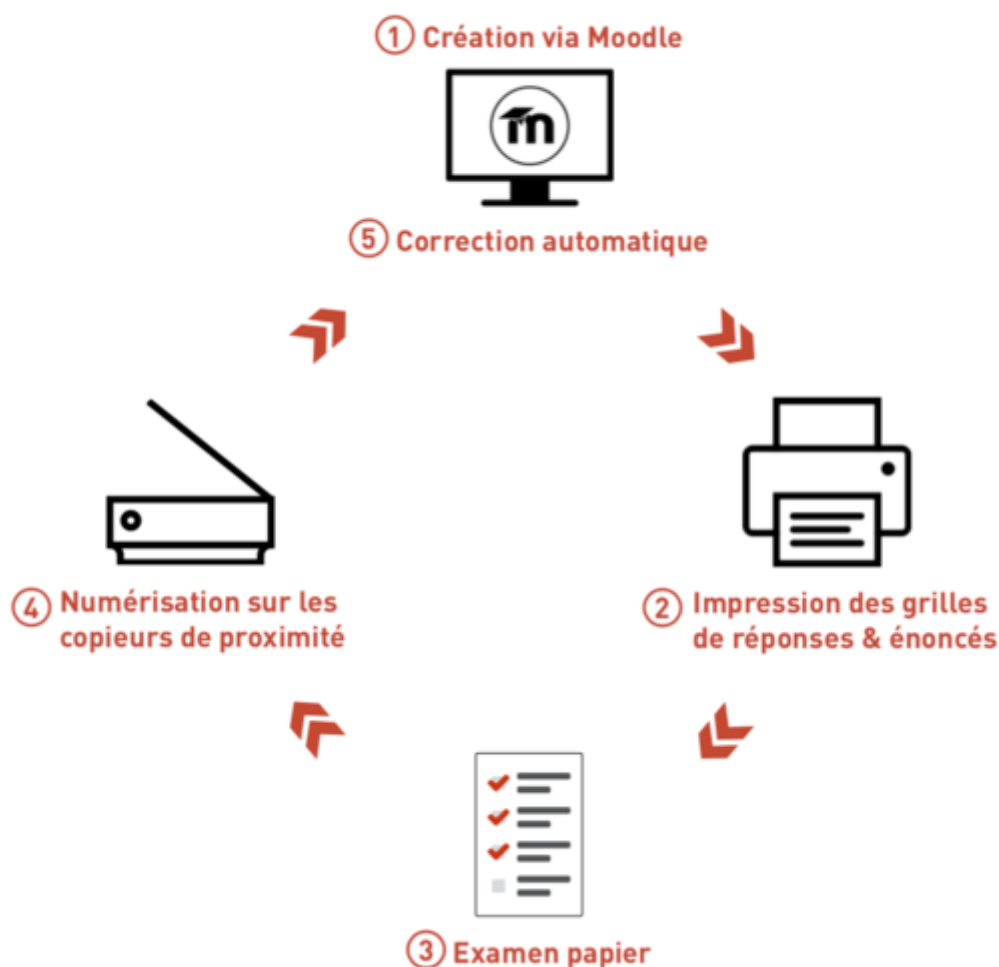 ① Création via Moodle
m
⑤ Correction automatique
④ Numérisation sur les
copieurs de proximité
② Impression des grilles
de réponses & énoncés
③ Examen papier